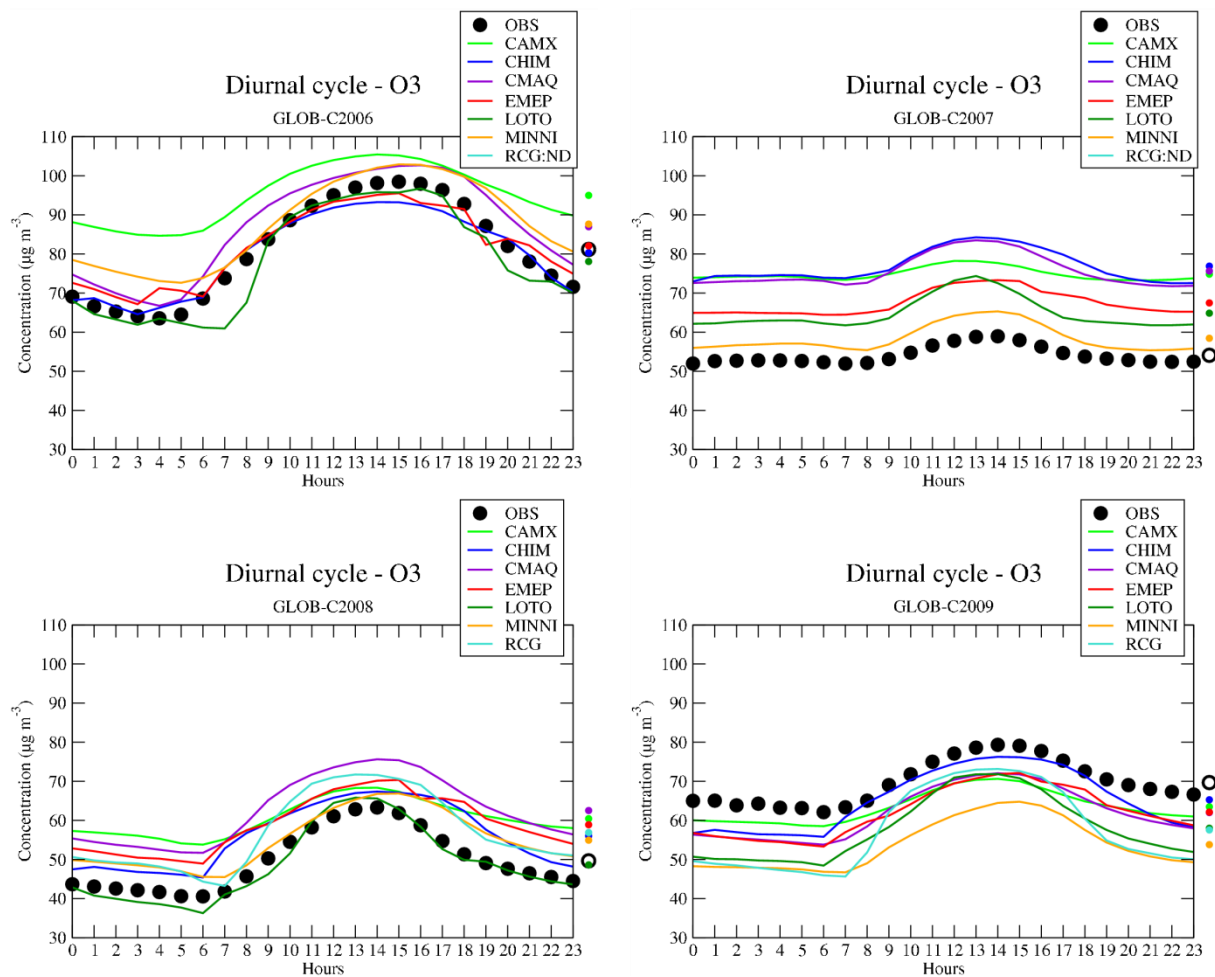 OBS
CAMX
CHIM
CMAQ
EMEP
LOTO
MINNI
RCG:ND
Diurnal cycle - O3
GLOB-C2006
Concentration (µg m⁻³)
110
100
90
80
70
60
50
40
30
0 1 2 3 4 5 6 7 8 9 10 11 12 13 14 15 16 17 18 19 20 21 22 23
Hours
OBS
CAMX
CHIM
CMAQ
EMEP
LOTO
MINNI
RCG:ND
Diurnal cycle - O3
GLOB-C2007
Concentration (µg m⁻³)
110
100
90
80
70
60
50
40
30
0 1 2 3 4 5 6 7 8 9 10 11 12 13 14 15 16 17 18 19 20 21 22 23
Hours
OBS
CAMX
CHIM
CMAQ
EMEP
LOTO
MINNI
RCG
Diurnal cycle - O3
GLOB-C2008
Concentration (µg m⁻³)
110
100
90
80
70
60
50
40
30
0 1 2 3 4 5 6 7 8 9 10 11 12 13 14 15 16 17 18 19 20 21 22 23
Hours
OBS
CAMX
CHIM
CMAQ
EMEP
LOTO
MINNI
RCG
Diurnal cycle - O3
GLOB-C2009
Concentration (µg m⁻³)
110
100
90
80
70
60
50
40
30
0 1 2 3 4 5 6 7 8 9 10 11 12 13 14 15 16 17 18 19 20 21 22 23
Hours